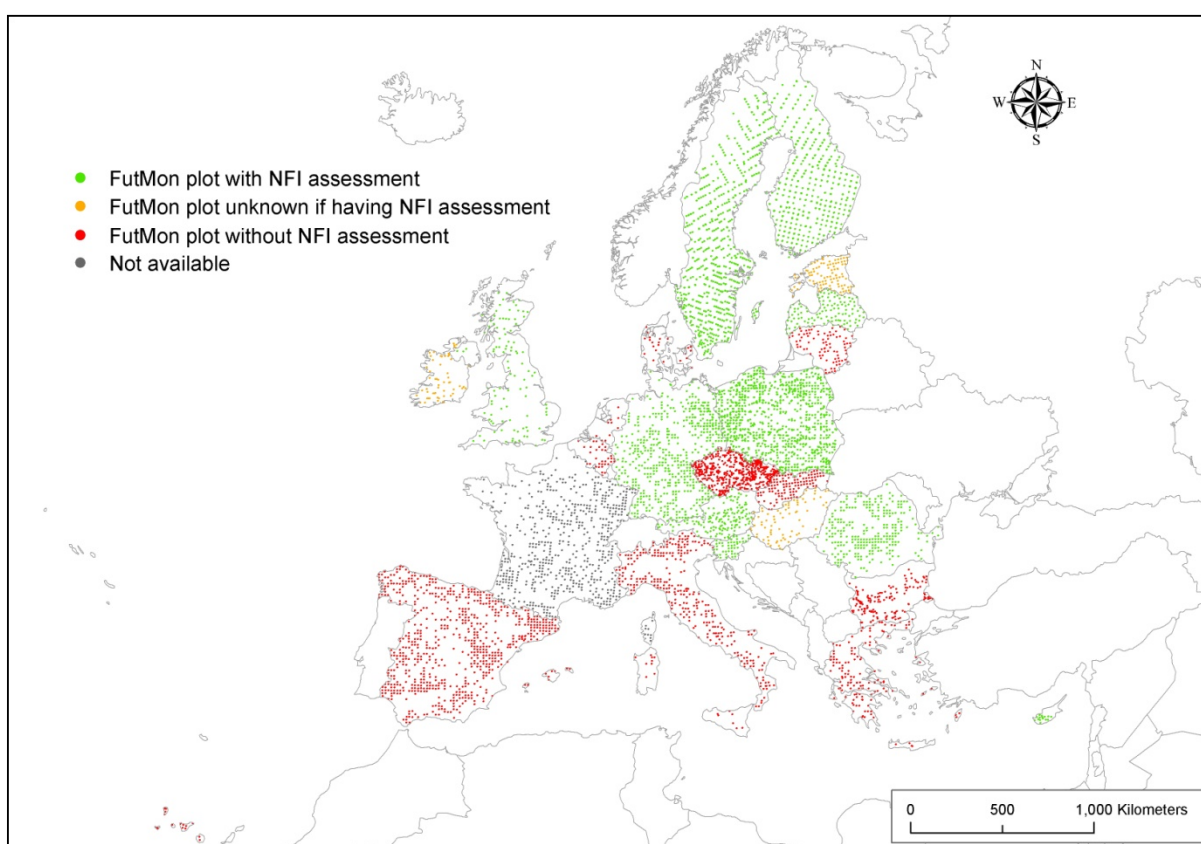 N
W E
S
FutMon plot with NFI assessment
FutMon plot unknown if having NFI assessment
FutMon plot without NFI assessment
Not available
0 500 1,000 Kilometers